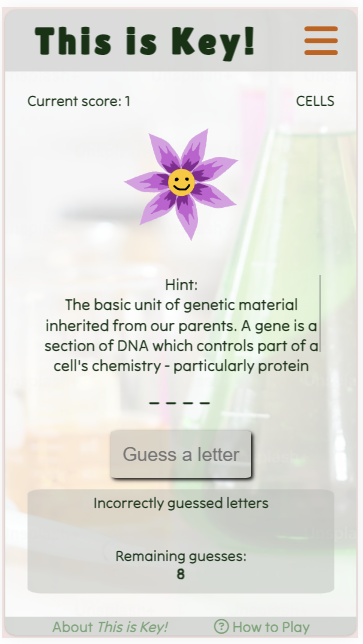 This is Key!
Current score: 1
CELLS
Hint:
The basic unit of genetic material
inherited from our parents. A gene is a
section of DNA which controls part of a
cell's chemistry - particularly protein
_ _ _ _
Guess a letter
Incorrectly guessed letters
Remaining guesses:
8
About This is Key!
How to Play